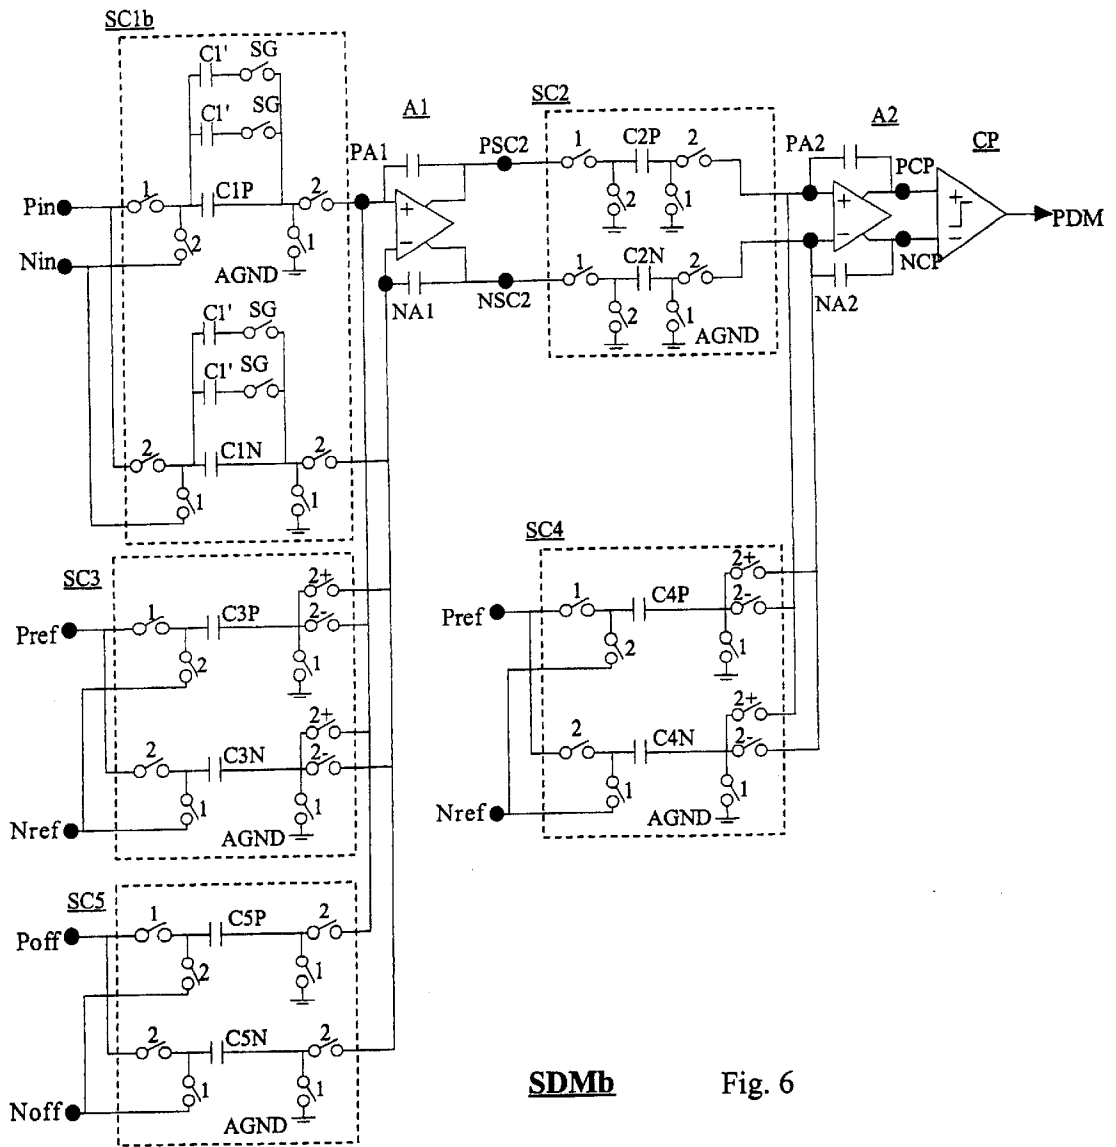 SC1b
C1' SG
C1' SG
A1
SC2
A2
CP
PA1
PSC2
1 C2P 2
PA2
PCP
Pin
1 C1P 2
+
2
1
+
+
PDM
Nin
2
1
−
C2N
−
−
AGND
NA1
NSC2
1
2
NCP
NA2
C1' SG
2
1
AGND
C1' SG
2 C1N 2
1
1
SC4
SC3
2+
2+
Pref
1 C3P 2-
Pref
1 C4P 2-
2
1
2
1
2+
2+
2 C3N 2-
2 C4N 2-
1
1
1
1
Nref
AGND
Nref
AGND
SC5
Poff
1 C5P 2
2
1
2 C5N 2
1
1
Noff
AGND
SDMb Fig. 6